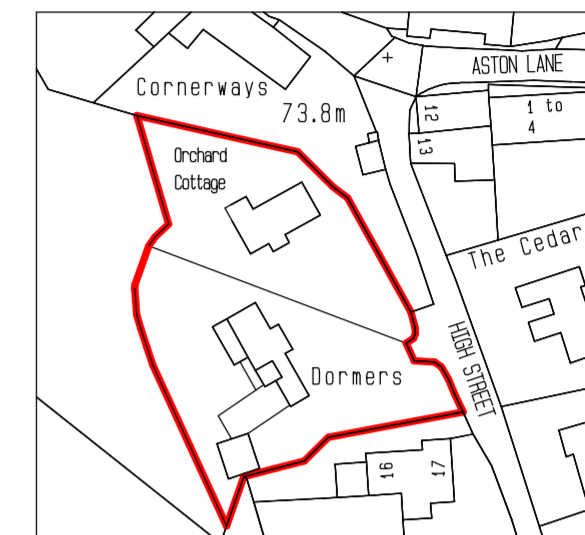 ASTON LANE
Cornerways
73.8m
12
1 to
4
13
Orchard
Cottage
The Cedar
HIGH STREET
Dormers
16
17